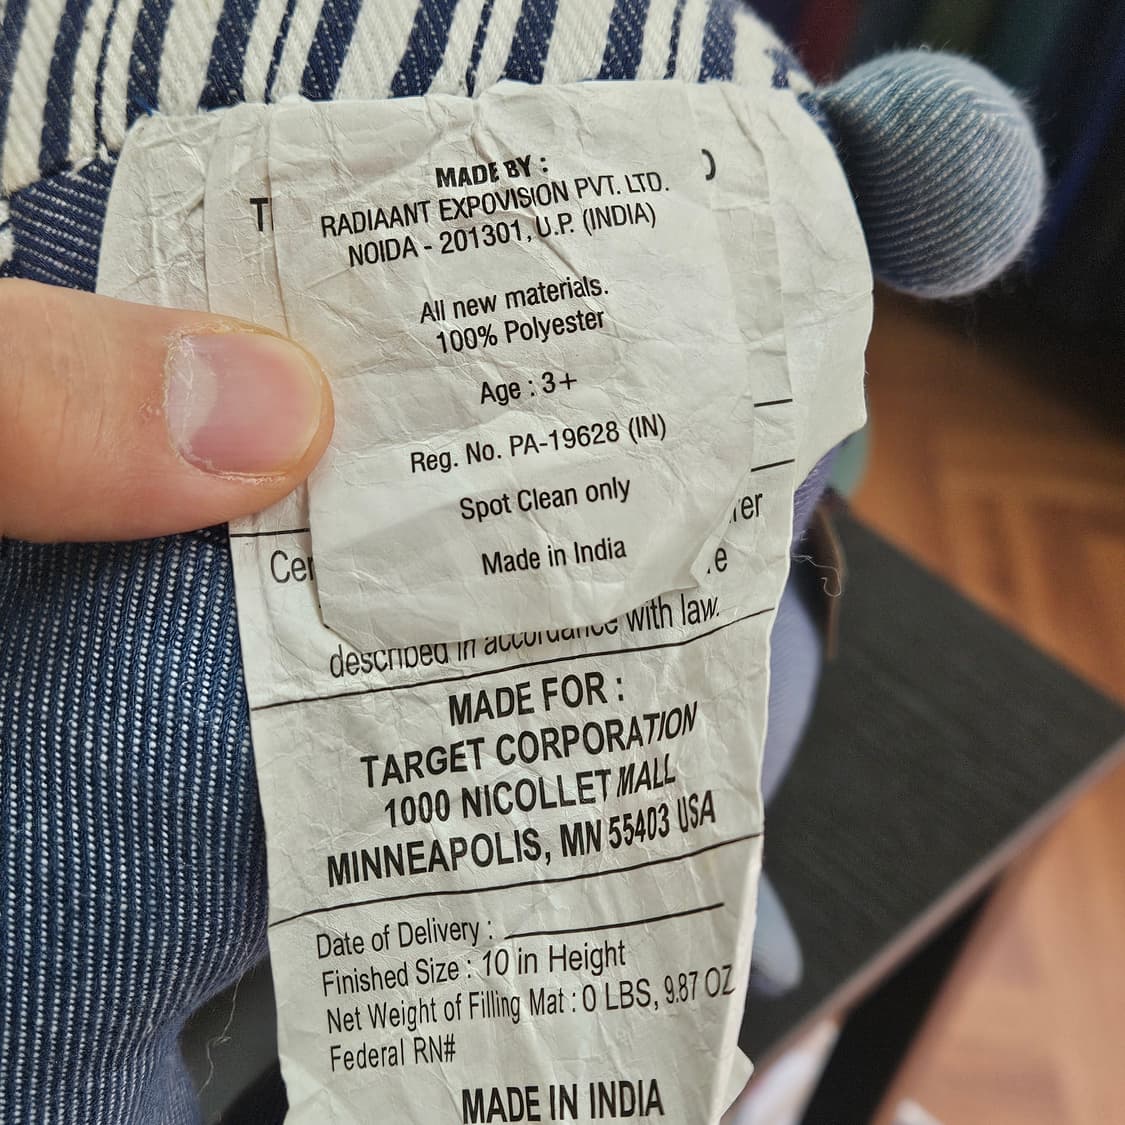 MADE BY :
RADIAANT EXPOVISION PVT. LTD.
NOIDA - 201301, U.P. (INDIA)
All new materials.
100% Polyester
Age : 3+
Reg. No. PA-19628 (IN)
Spot Clean only
Made in India
described in accordance with law.
MADE FOR :
TARGET CORPORATION
1000 NICOLLET MALL
MINNEAPOLIS, MN 55403 USA
Date of Delivery :
Finished Size : 10 in Height
Net Weight of Filling Mat : 0 LBS, 9.87 OZ
Federal RN#
MADE IN INDIA